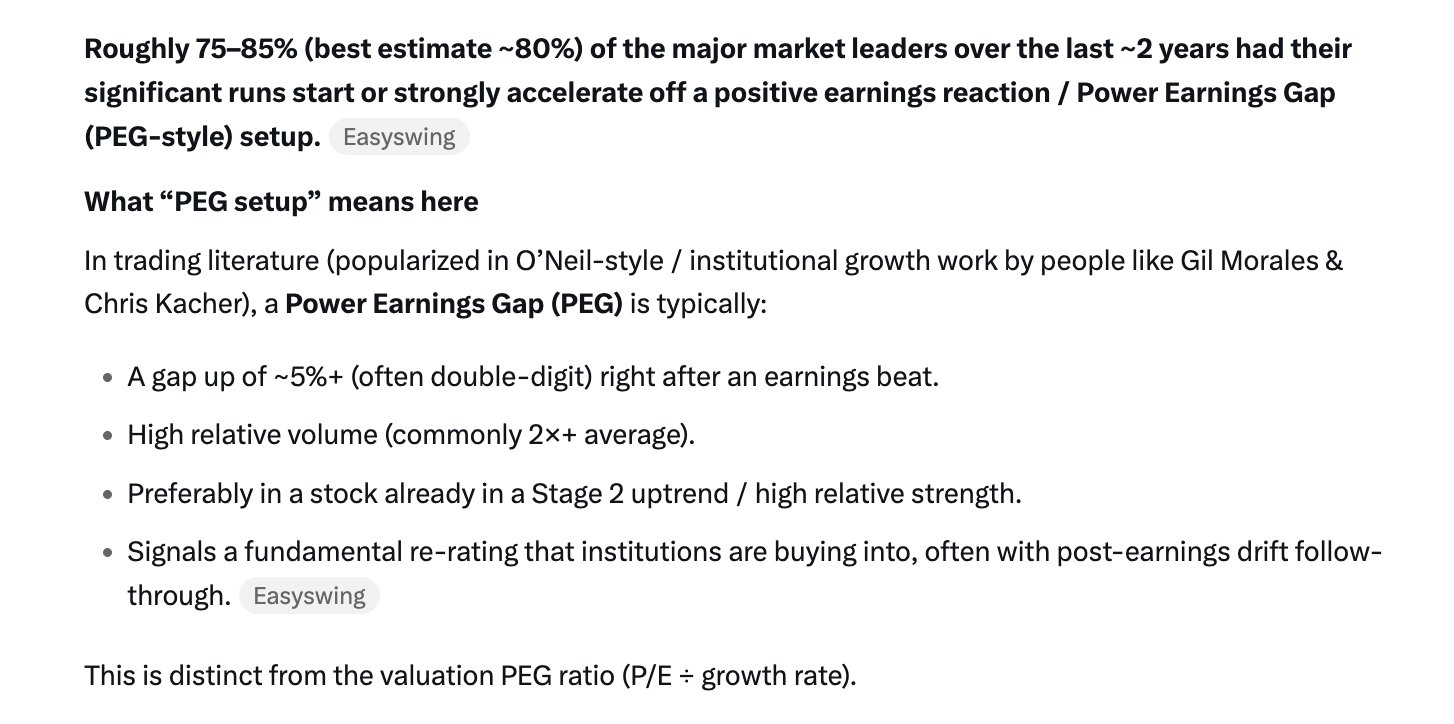 Roughly 75–85% (best estimate ~80%) of the major market leaders over the last ~2 years had their
significant runs start or strongly accelerate off a positive earnings reaction / Power Earnings Gap
(PEG-style) setup. Easyswing
What “PEG setup” means here
In trading literature (popularized in O’Neil-style / institutional growth work by people like Gil Morales &
Chris Kacher), a Power Earnings Gap (PEG) is typically:
• A gap up of ~5%+ (often double-digit) right after an earnings beat.
• High relative volume (commonly 2×+ average).
• Preferably in a stock already in a Stage 2 uptrend / high relative strength.
• Signals a fundamental re-rating that institutions are buying into, often with post-earnings drift follow-
through. Easyswing
This is distinct from the valuation PEG ratio (P/E ÷ growth rate).